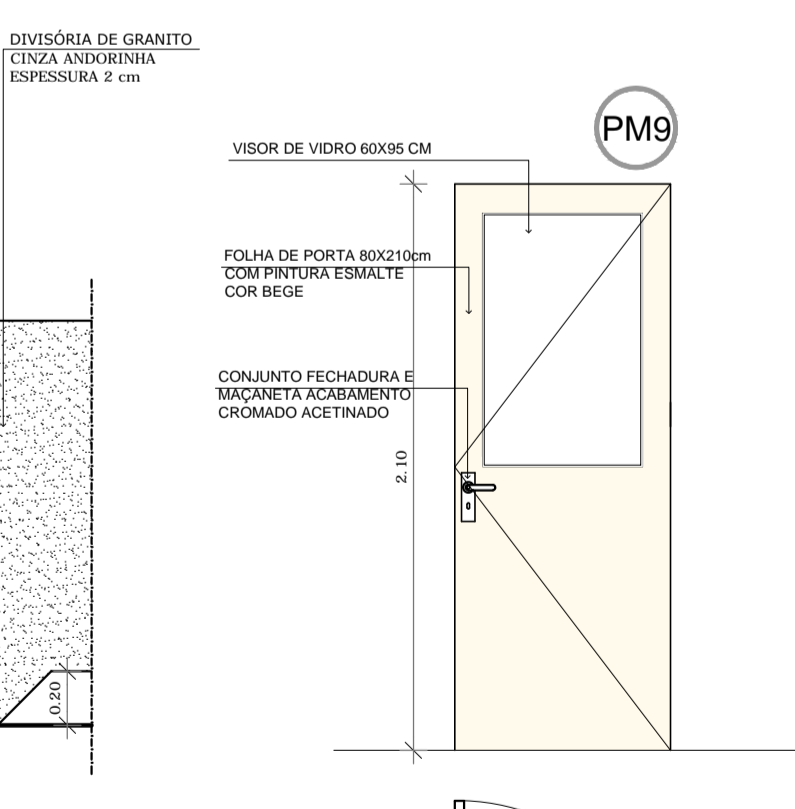 DIVISÓRIA DE GRANITO
CINZA ANDORINHA
ESPESSURA 2 cm
PM9
VISOR DE VIDRO 60X95 CM
FOLHA DE PORTA 80X210cm
COM PINTURA ESMALTE
COR BEGE
CONJUNTO FECHADURA E
MAÇANETA ACABAMENTO
CROMADO ACETINADO
2.10
0.20